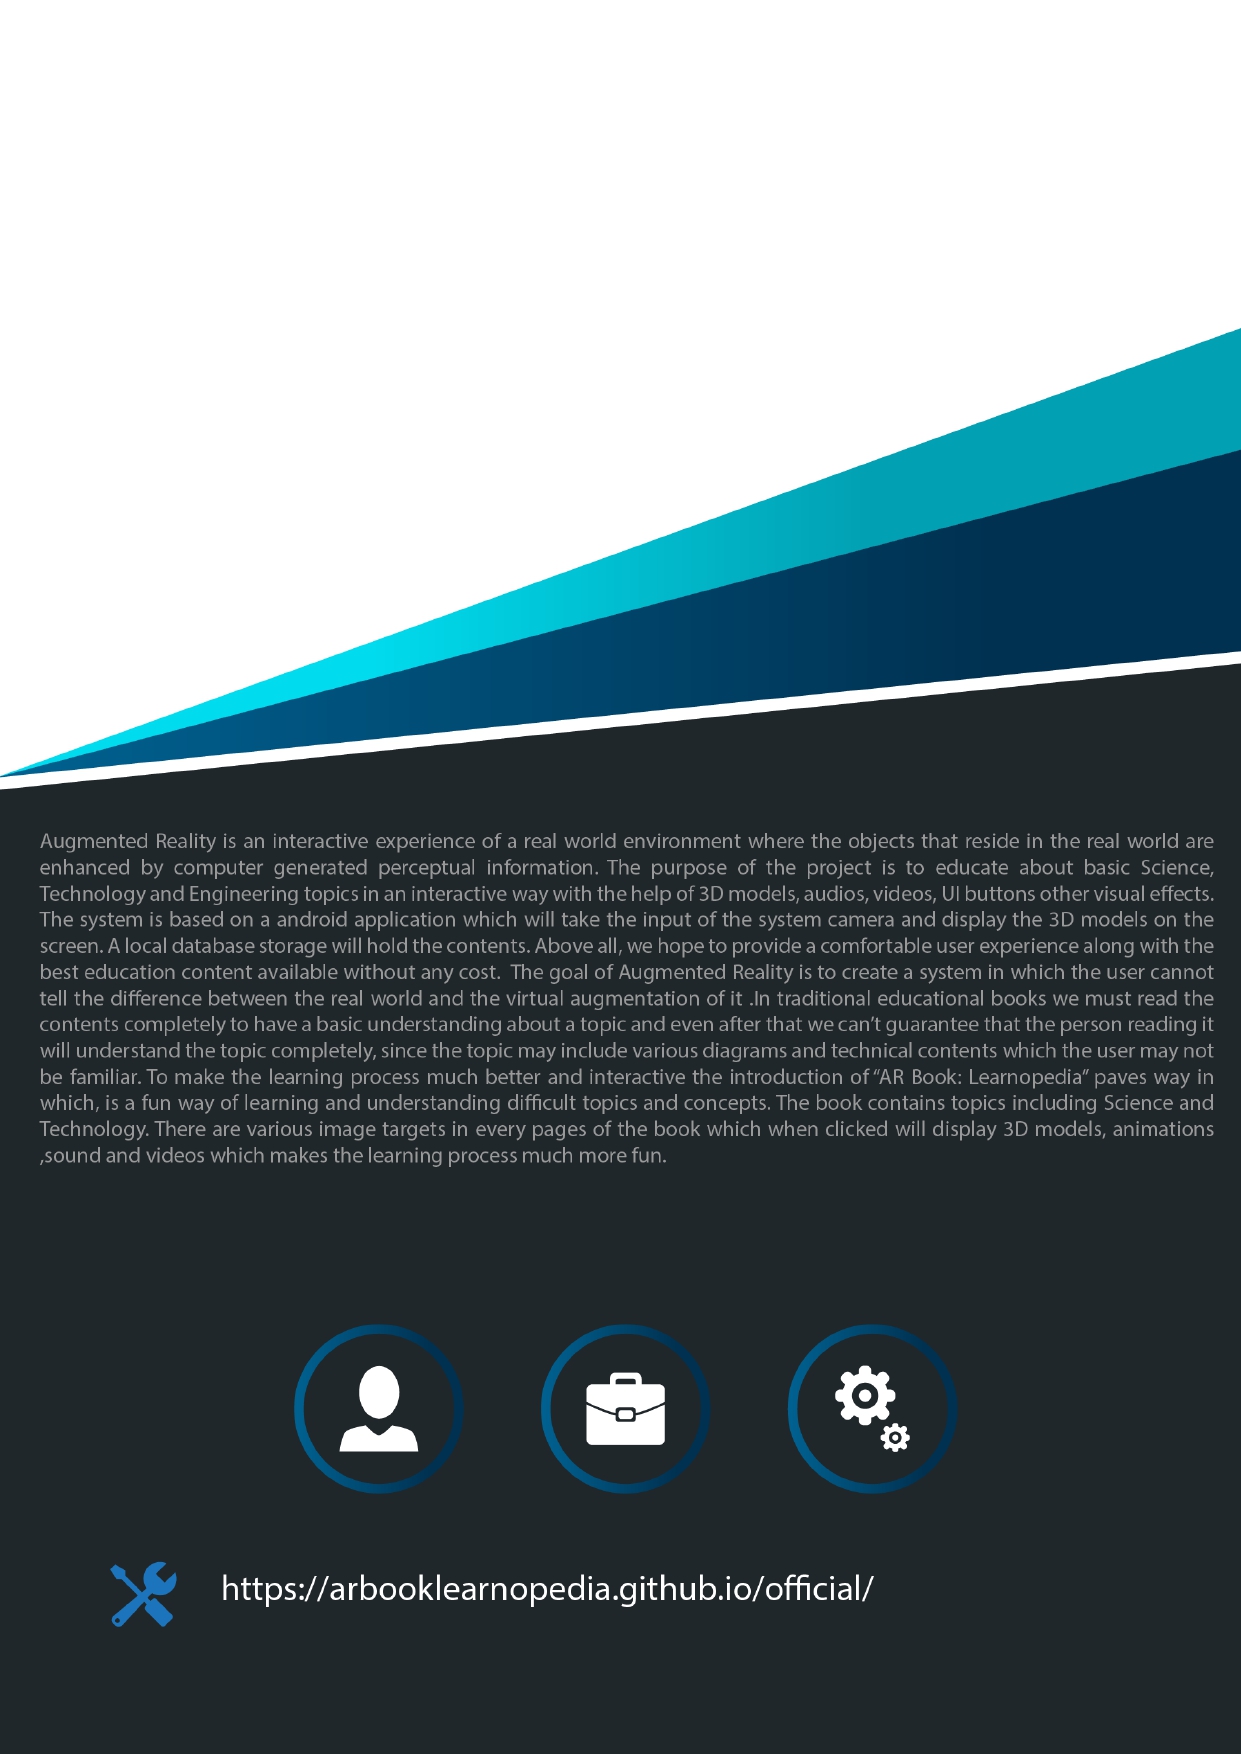 Augmented Reality is an interactive experience of a real world environment where the objects that reside in the real world are
enhanced by computer generated perceptual information. The purpose of the project is to educate about basic Science,
Technology and Engineering topics in an interactive way with the help of 3D models, audios, videos, UI buttons other visual effects.
The system is based on a android application which will take the input of the system camera and display the 3D models on the
screen. A local database storage will hold the contents. Above all, we hope to provide a comfortable user experience along with the
best education content available without any cost.  The goal of Augmented Reality is to create a system in which the user cannot
tell the difference between the real world and the virtual augmentation of it .In traditional educational books we must read the
contents completely to have a basic understanding about a topic and even after that we can’t guarantee that the person reading it
will understand the topic completely, since the topic may include various diagrams and technical contents which the user may not
be familiar. To make the learning process much better and interactive the introduction of “AR Book: Learnopedia” paves way in
which, is a fun way of learning and understanding difficult topics and concepts. The book contains topics including Science and
Technology. There are various image targets in every pages of the book which when clicked will display 3D models, animations
,sound and videos which makes the learning process much more fun.
https://arbooklearnopedia.github.io/official/